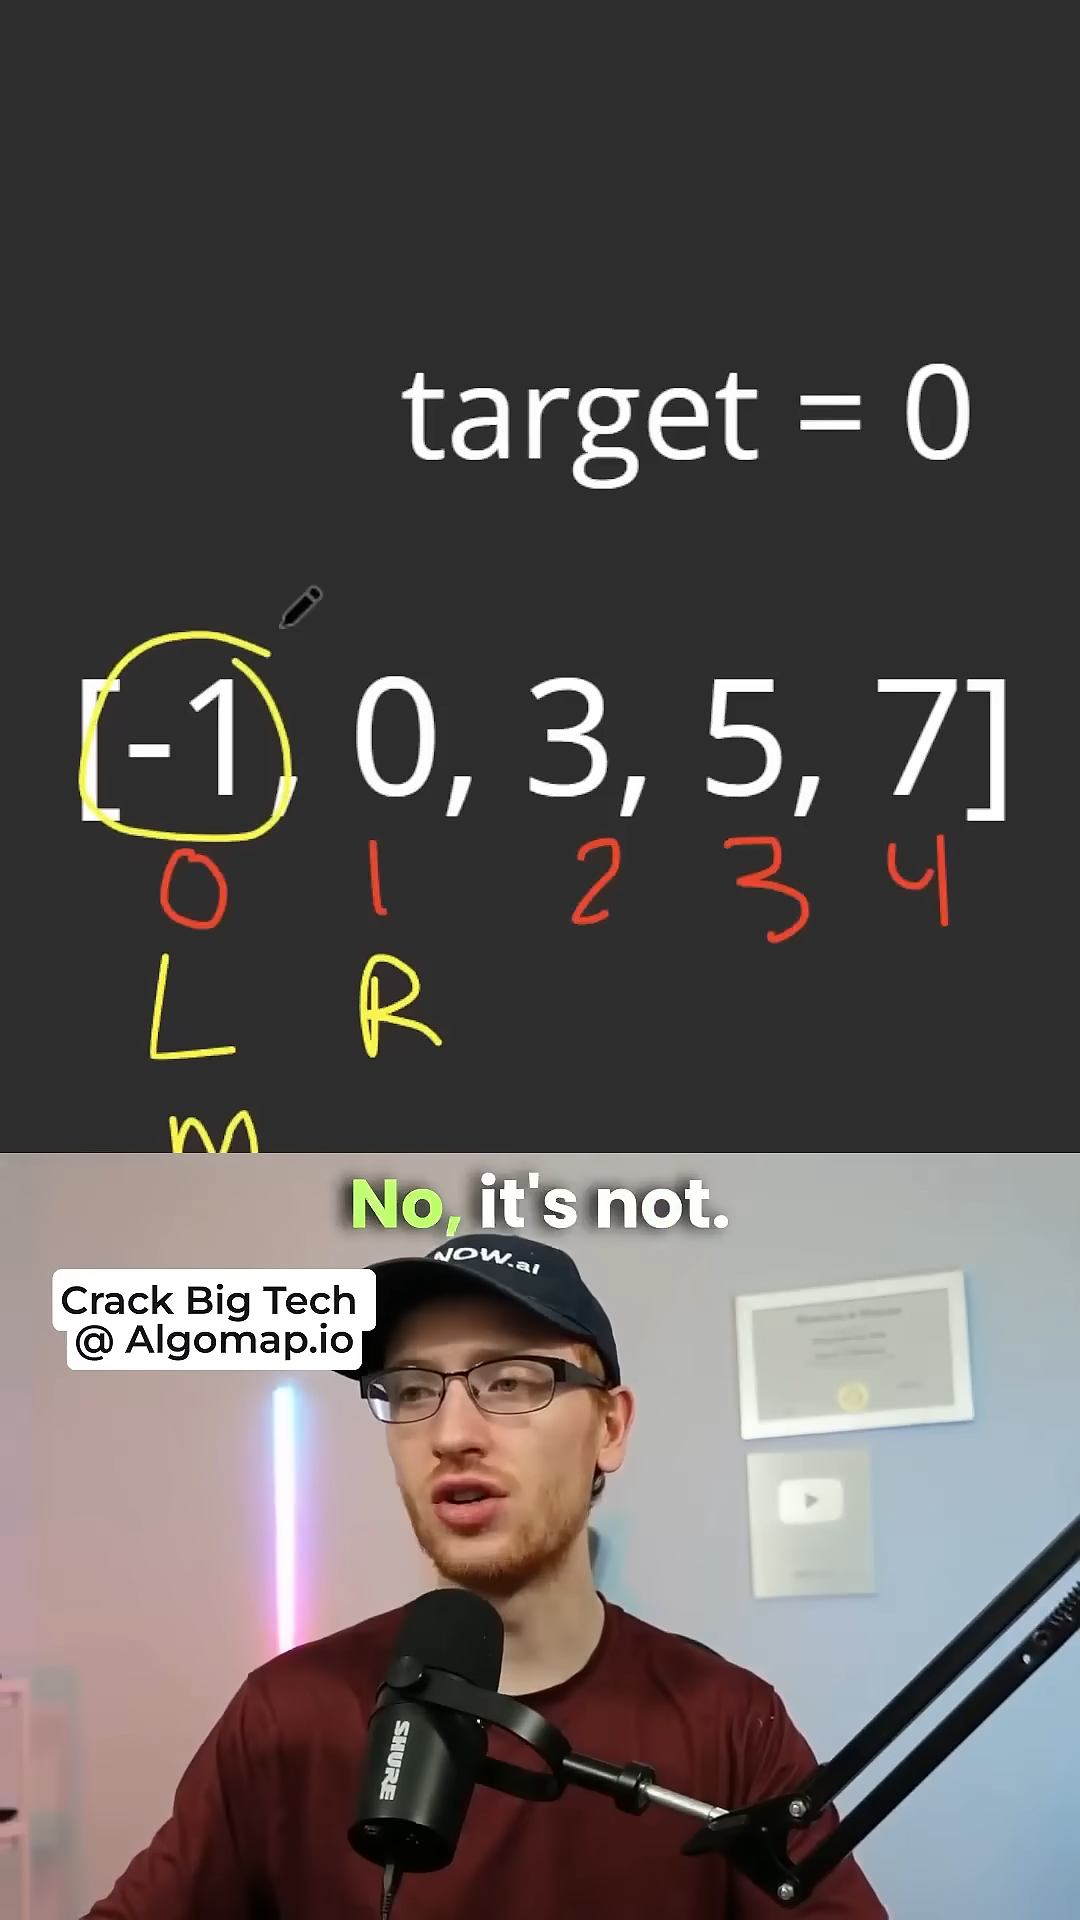 target = 0
[-1, 0, 3, 5, 7]
0 1 2 3 4
L R
m
No, it's not.
NOW.ai
Crack Big Tech
@ Algomap.io
SHURE